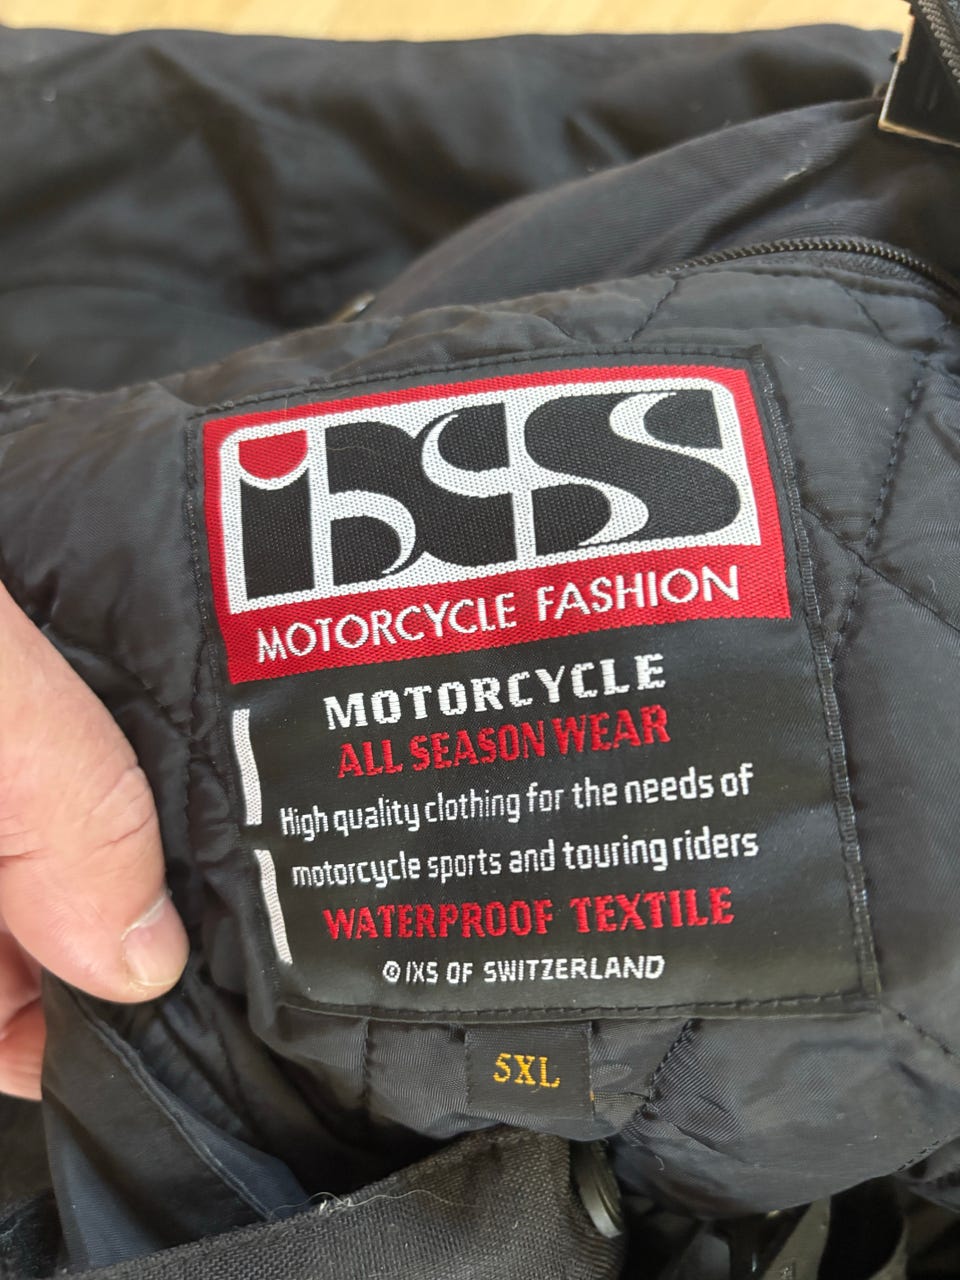 iXS
MOTORCYCLE FASHION
MOTORCYCLE
ALL SEASON WEAR
High quality clothing for the needs of
motorcycle sports and touring riders
WATERPROOF TEXTILE
© IXS OF SWITZERLAND
5XL